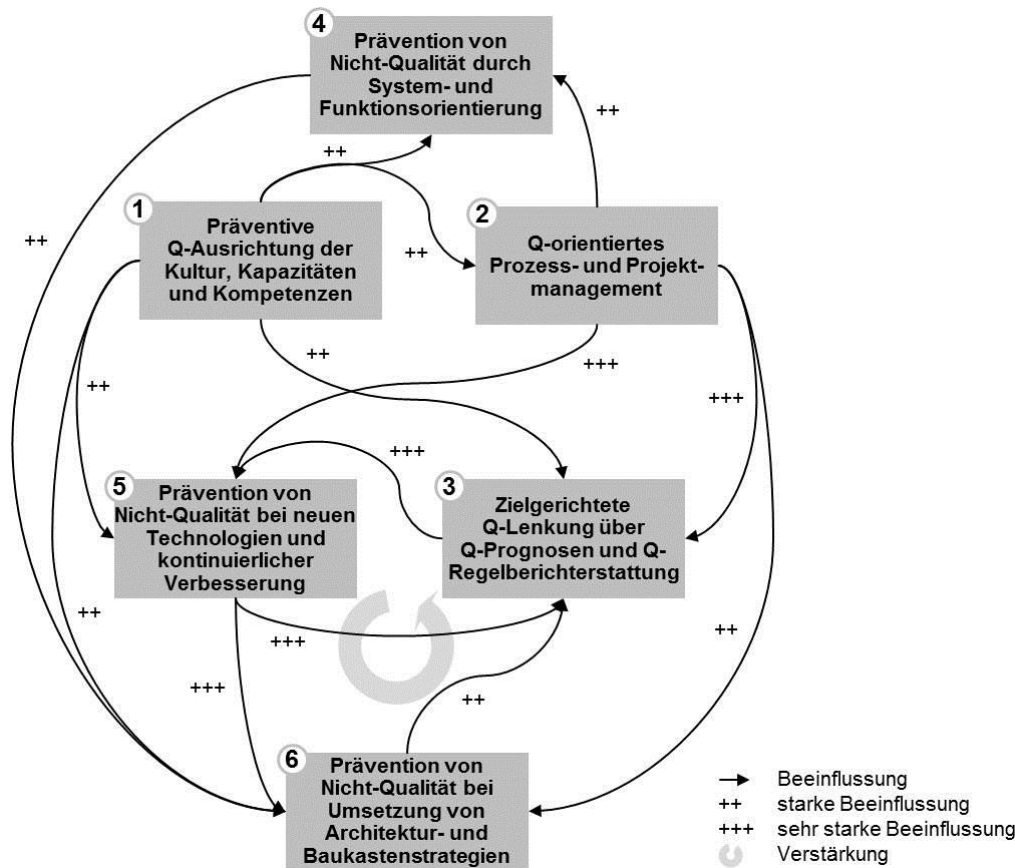 4
Prävention von
Nicht-Qualität durch
System- und
Funktionsorientierung
++
++
1
Präventive
Q-Ausrichtung der
Kultur, Kapazitäten
und Kompetenzen
2
Q-orientiertes
Prozess- und Projekt-
management
++
++
++
+++
++
+++
+++
5
Prävention von
Nicht-Qualität bei neuen
Technologien und
kontinuierlicher
Verbesserung
3
Zielgerichtete
Q-Lenkung über
Q-Prognosen und Q-
Regelberichterstattung
++
+++
++
+++
++
6
Prävention von
Nicht-Qualität bei
Umsetzung von
Architektur- und
Baukastenstrategien
Beeinflussung
++ starke Beeinflussung
+++ sehr starke Beeinflussung
Verstärkung